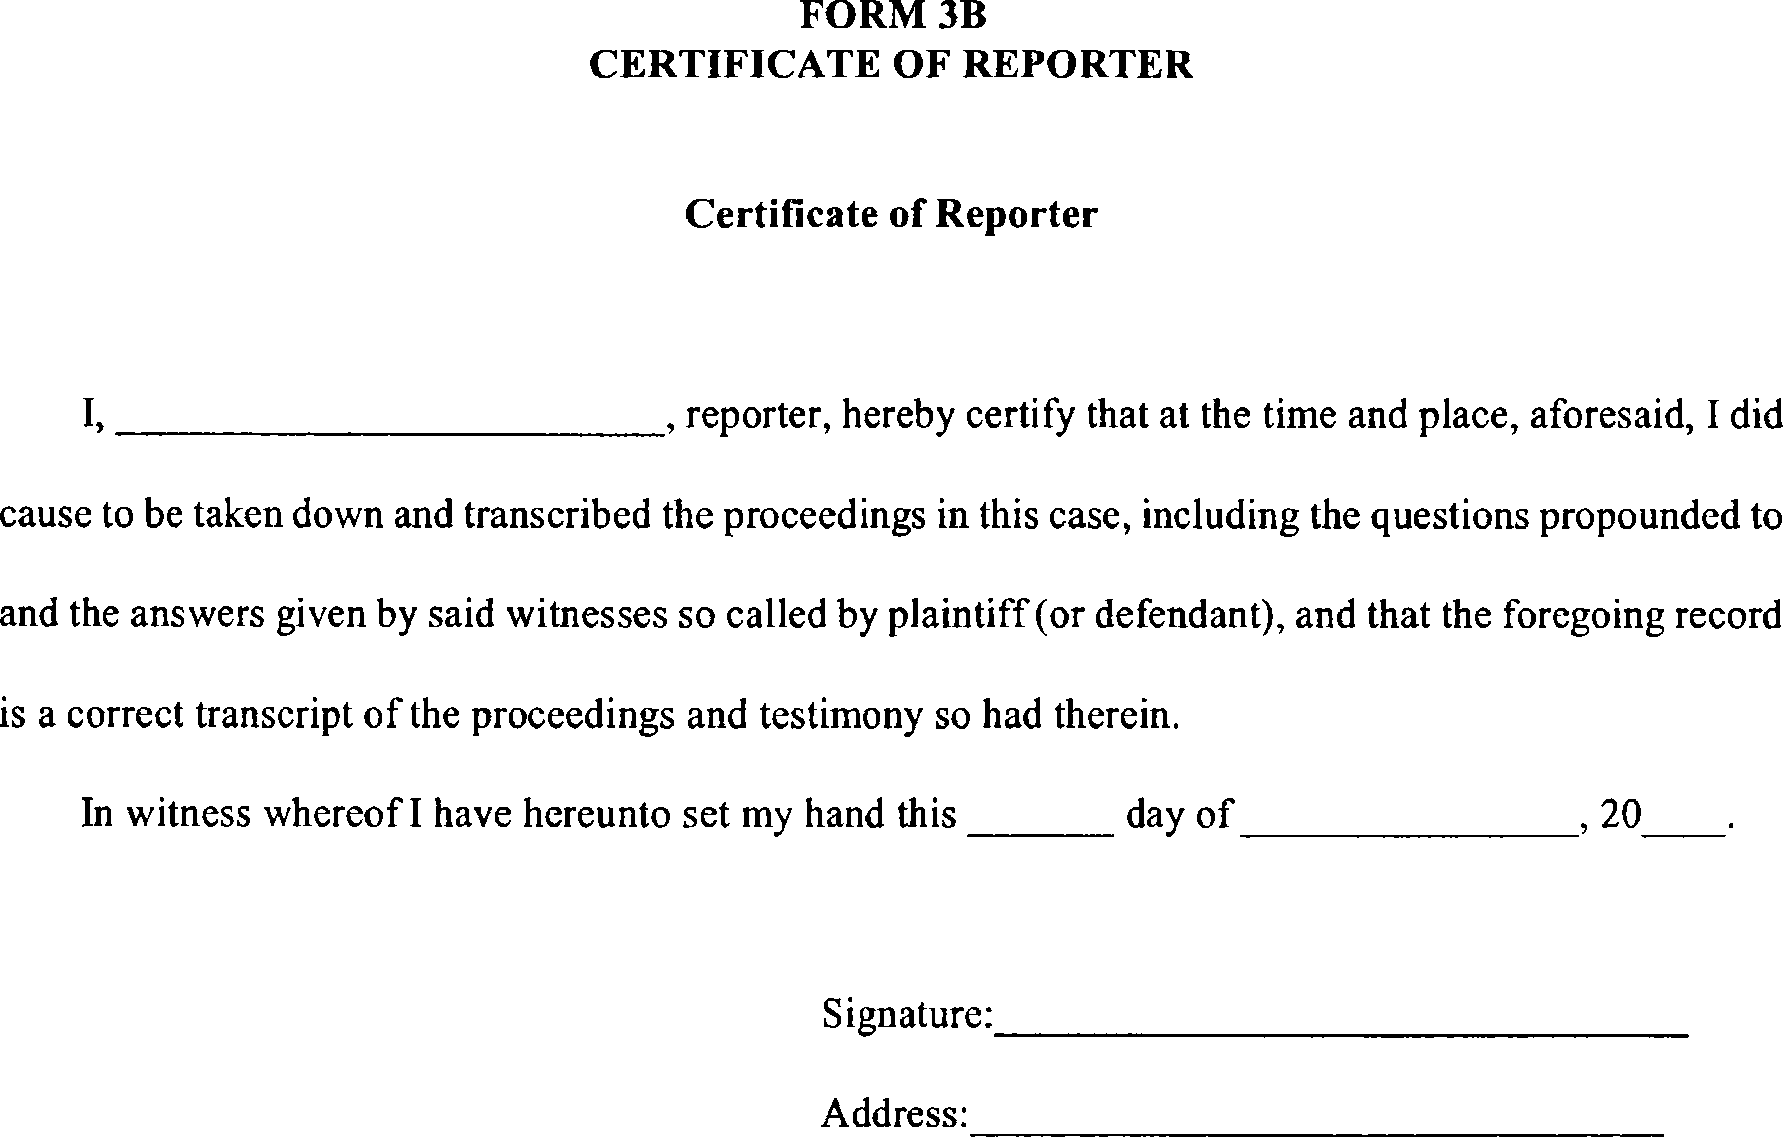 FORM 3B
CERTIFICATE OF REPORTER
Certificate of Reporter
I, __________________________, reporter, hereby certify that at the time and place, aforesaid, I did
cause to be taken down and transcribed the proceedings in this case, including the questions propounded to
and the answers given by said witnesses so called by plaintiff (or defendant), and that the foregoing record
is a correct transcript of the proceedings and testimony so had therein.
In witness whereof I have hereunto set my hand this _______ day of ________________, 20____.
Signature:_________________________________
Address:_________________________________